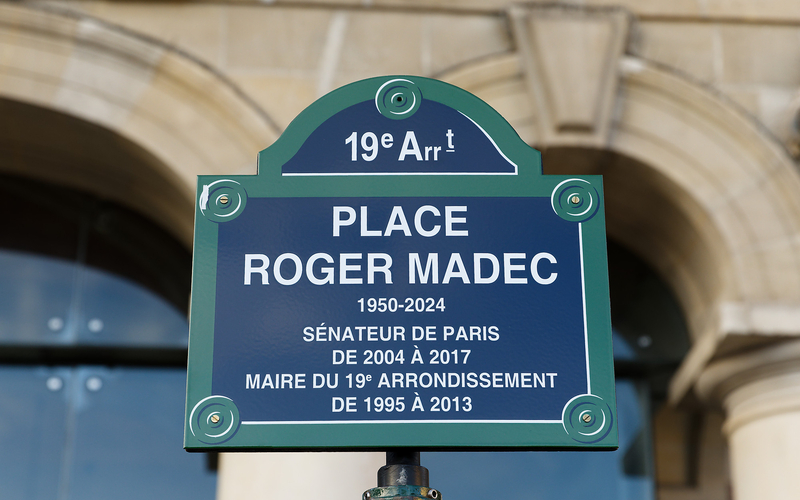 19e Arrt
PLACE
ROGER MADEC
1950-2024
SÉNATEUR DE PARIS
DE 2004 À 2017
MAIRE DU 19e ARRONDISSEMENT
DE 1995 À 2013